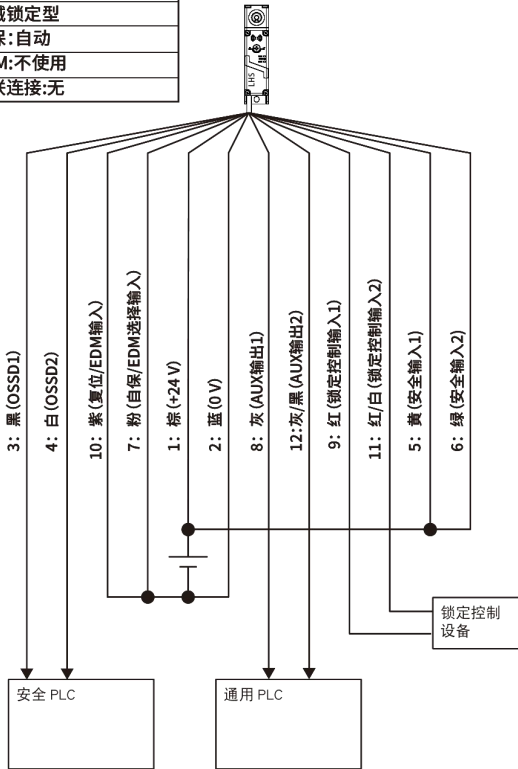 锁定型
:自动
:不使用
连接:无
LHS
3: 黑(OSSD1)
4: 白(OSSD2)
10: 紫(复位/EDM输入)
7: 粉(自保/EDM选择输入)
1: 棕(+24 V)
2: 蓝(0 V)
8: 灰(AUX输出1)
12:灰/黑(AUX输出2)
9: 红(锁定控制输入1)
11: 红/白(锁定控制输入2)
5: 黄(安全输入1)
6: 绿(安全输入2)
锁定控制
设备
安全 PLC
通用 PLC